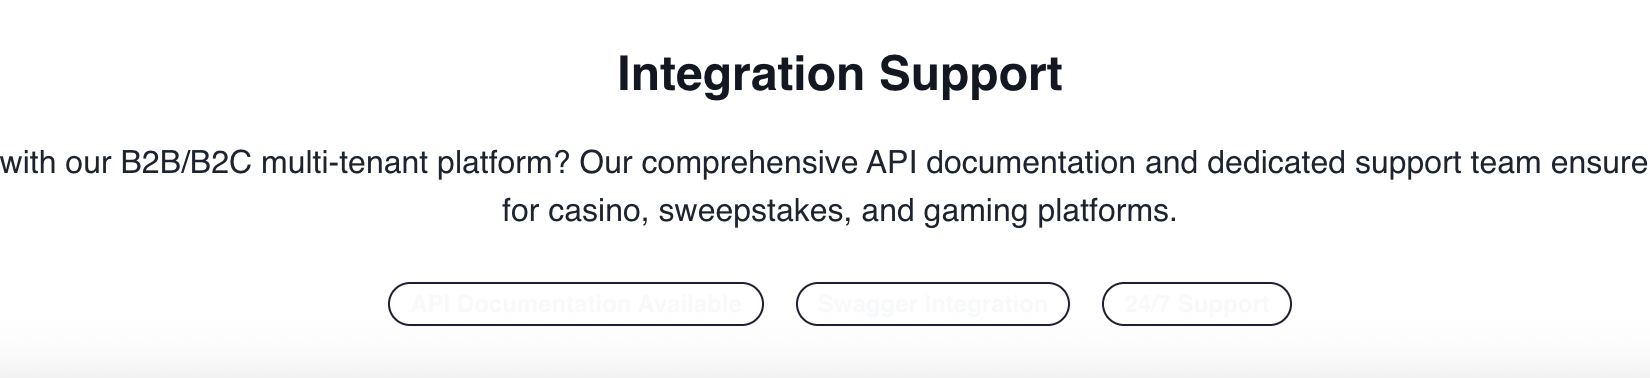 Integration Support
with our B2B/B2C multi-tenant platform? Our comprehensive API documentation and dedicated support team ensure
for casino, sweepstakes, and gaming platforms.
API Documentation Available Swagger Integration 24/7 Support